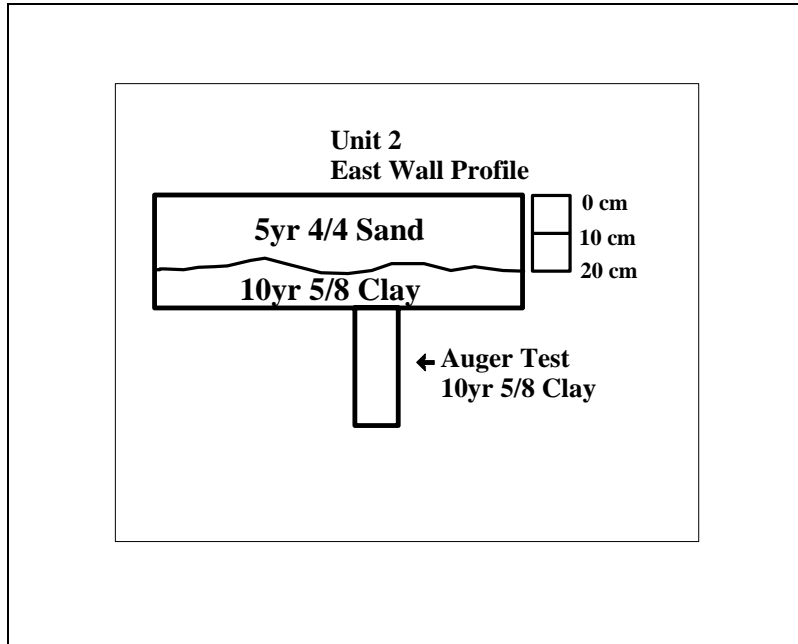 Unit 2
East Wall Profile
0 cm
5yr 4/4 Sand
10 cm
20 cm
10yr 5/8 Clay
Auger Test
10yr 5/8 Clay